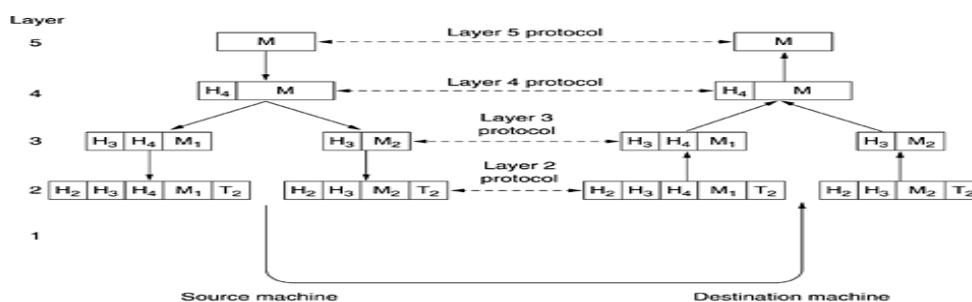 Layer
5 M Layer 5 protocol M
4 H₄ M Layer 4 protocol H₄ M
Layer 3
protocol
3 H₃ H₄ M₁ H₃ M₂ H₃ H₄ M₁ H₃ M₂
Layer 2
protocol
2 H₂ H₃ H₄ M₁ T₂ H₂ H₃ M₂ T₂ H₂ H₃ H₄ M₁ T₂ H₂ H₃ M₂ T₂
1
Source machine Destination machine